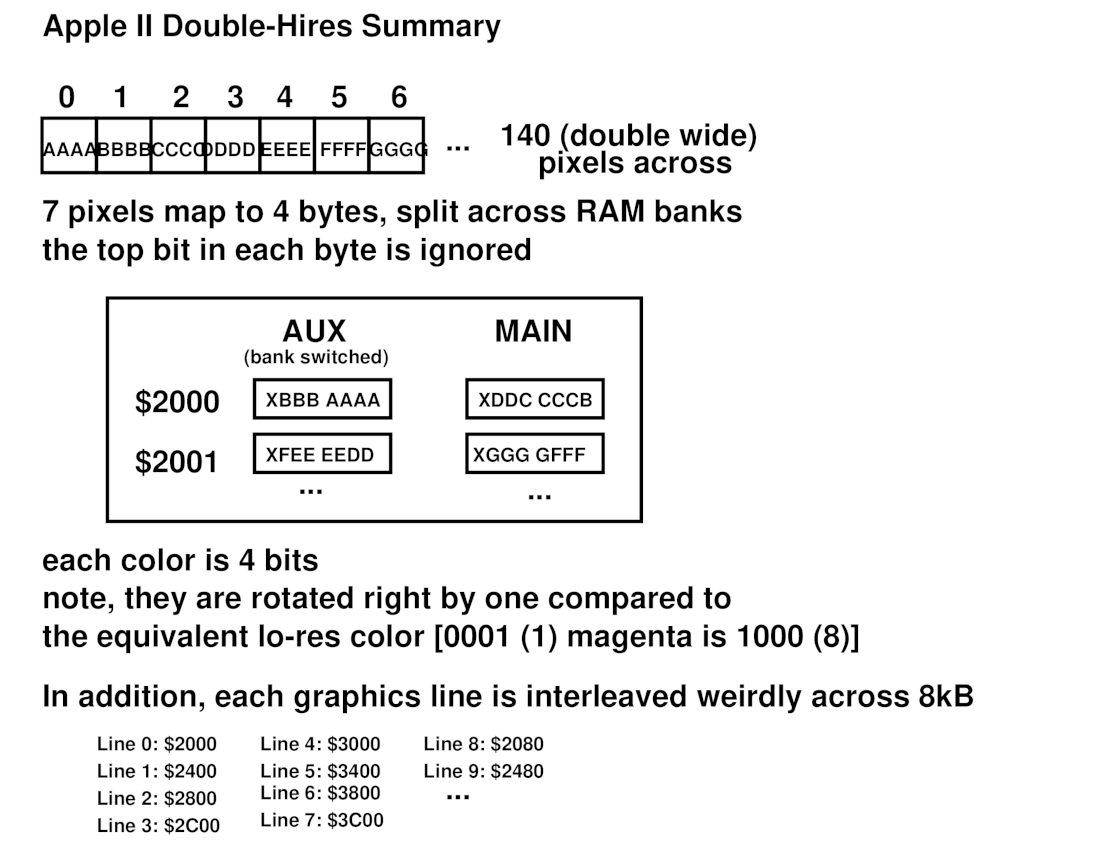 Apple II Double-Hires Summary
0 1 2 3 4 5 6
AAAA BBBB CCCC DDDD EEEE FFFF GGGG ... 140 (double wide)
pixels across
7 pixels map to 4 bytes, split across RAM banks
the top bit in each byte is ignored
AUX MAIN
(bank switched)
$2000 XBBB AAAA XDDC CCCB
$2001 XFEE EEDD XGGG GFFF
... ...
each color is 4 bits
note, they are rotated right by one compared to
the equivalent lo-res color [0001 (1) magenta is 1000 (8)]
In addition, each graphics line is interleaved weirdly across 8kB
Line 0: $2000 Line 4: $3000 Line 8: $2080
Line 1: $2400 Line 5: $3400 Line 9: $2480
Line 2: $2800 Line 6: $3800 ...
Line 3: $2C00 Line 7: $3C00